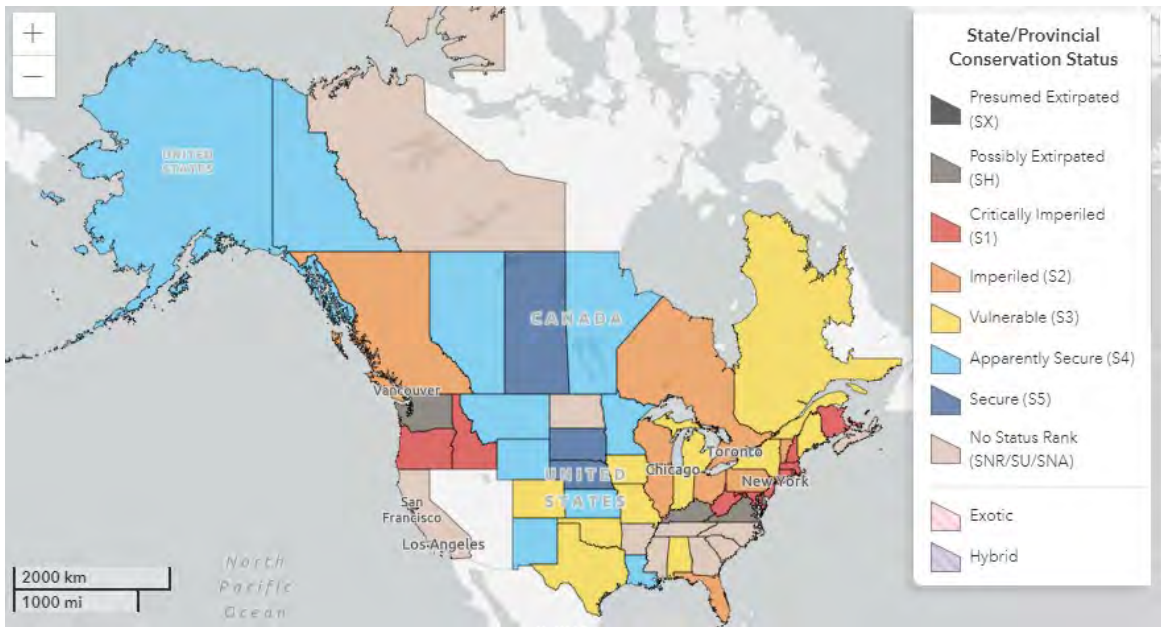 +
−
UNITED
STATES
CANADA
Vancouver
Toronto
Chicago
New York
UNITED
STATES
San
Francisco
Los Angeles
North
Pacific
Ocean
2000 km
1000 mi
State/Provincial
Conservation Status
Presumed Extirpated
(SX)
Possibly Extirpated
(SH)
Critically Imperiled
(S1)
Imperiled (S2)
Vulnerable (S3)
Apparently Secure (S4)
Secure (S5)
No Status Rank
(SNR/SU/SNA)
Exotic
Hybrid